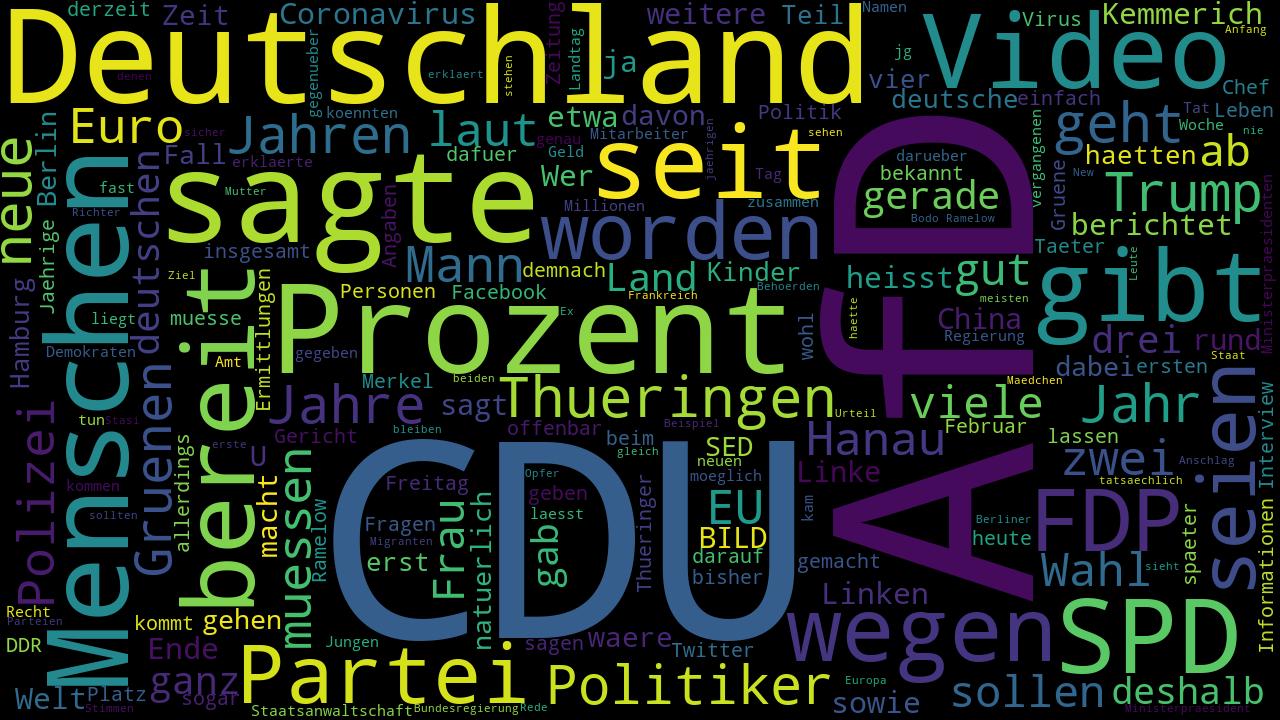 derzeit
Zeit
Coronavirus
weitere
Teil
Namen
Virus
Kemmerich
Anfang
Deutschland
Video
denen
gegenueber
erklaert
stehen
Zeitung
Landtag
ja
jg
vier
Chef
deutsche
einfach
Tat
Leben
koennten
Euro
sicher
Jahren
laut
etwa
davon
Politik
geht
Woche
nie
genau
Mitarbeiter
sehen
neue
Berlin
Fall
erklaerte
dafuer
Wer
Geld
seit
jaehrigen
Tag
darueber
bekannt
vergangenen
haetten
ab
New
Menschen
fast
deutschen
Mutter
sagte
Millionen
zusammen
gerade
Bodo Ramelow
Gruene
Trump
berichtet
Richter
Angaben
worden
AfD
Jaehrige
insgesamt
Mann
demnach
Land
Kinder
Behoerden
heisst
gut
Taeter
Leute
gibt
Ministerpraesidenten
Ziel
bereit
Ermittlungen
Personen
Facebook
Frankreich
haette
meisten
Hamburg
liegt
muesse
Prozent
Ex
wohl
China
Regierung
drei
rund
Demokraten
Amt
gegeben
dabei
ersten
Staat
Merkel
beiden
Maedchen
Jahre
sagt
Thueringen
Urteil
viele
Jahr
seien
Interview
Polizei
tun
Stasi
Gruenen
erste
U
Gericht
bleiben
offenbar
Beispiel
beim
gleich
SED
neuen
Hanau
Februar
lassen
allerdings
kommen
macht
muessen
CDU
Freitag
Opfer
geben
moeglich
Linke
zwei
Anschlag
tatsaechlich
sollten
Ramelow
Fragen
Migranten
erst
Frau
natuerlich
laesst
gab
Thueringer
EU
BILD
darauf
bisher
kam
gemacht
Berliner
heute
FDP
Wahl
sieht
spaeter
Informationen
Recht
Parteien
kommt
gehen
DDR
Ende
Jungen
sagen
waere
Twitter
Linken
wegen
SPD
ganz
Partei
Politiker
Europa
Welt
Platz
Stimmen
sogar
Staatsanwaltschaft
Bundesregierung
Rede
sowie
sollen
deshalb
Ministerpraesident